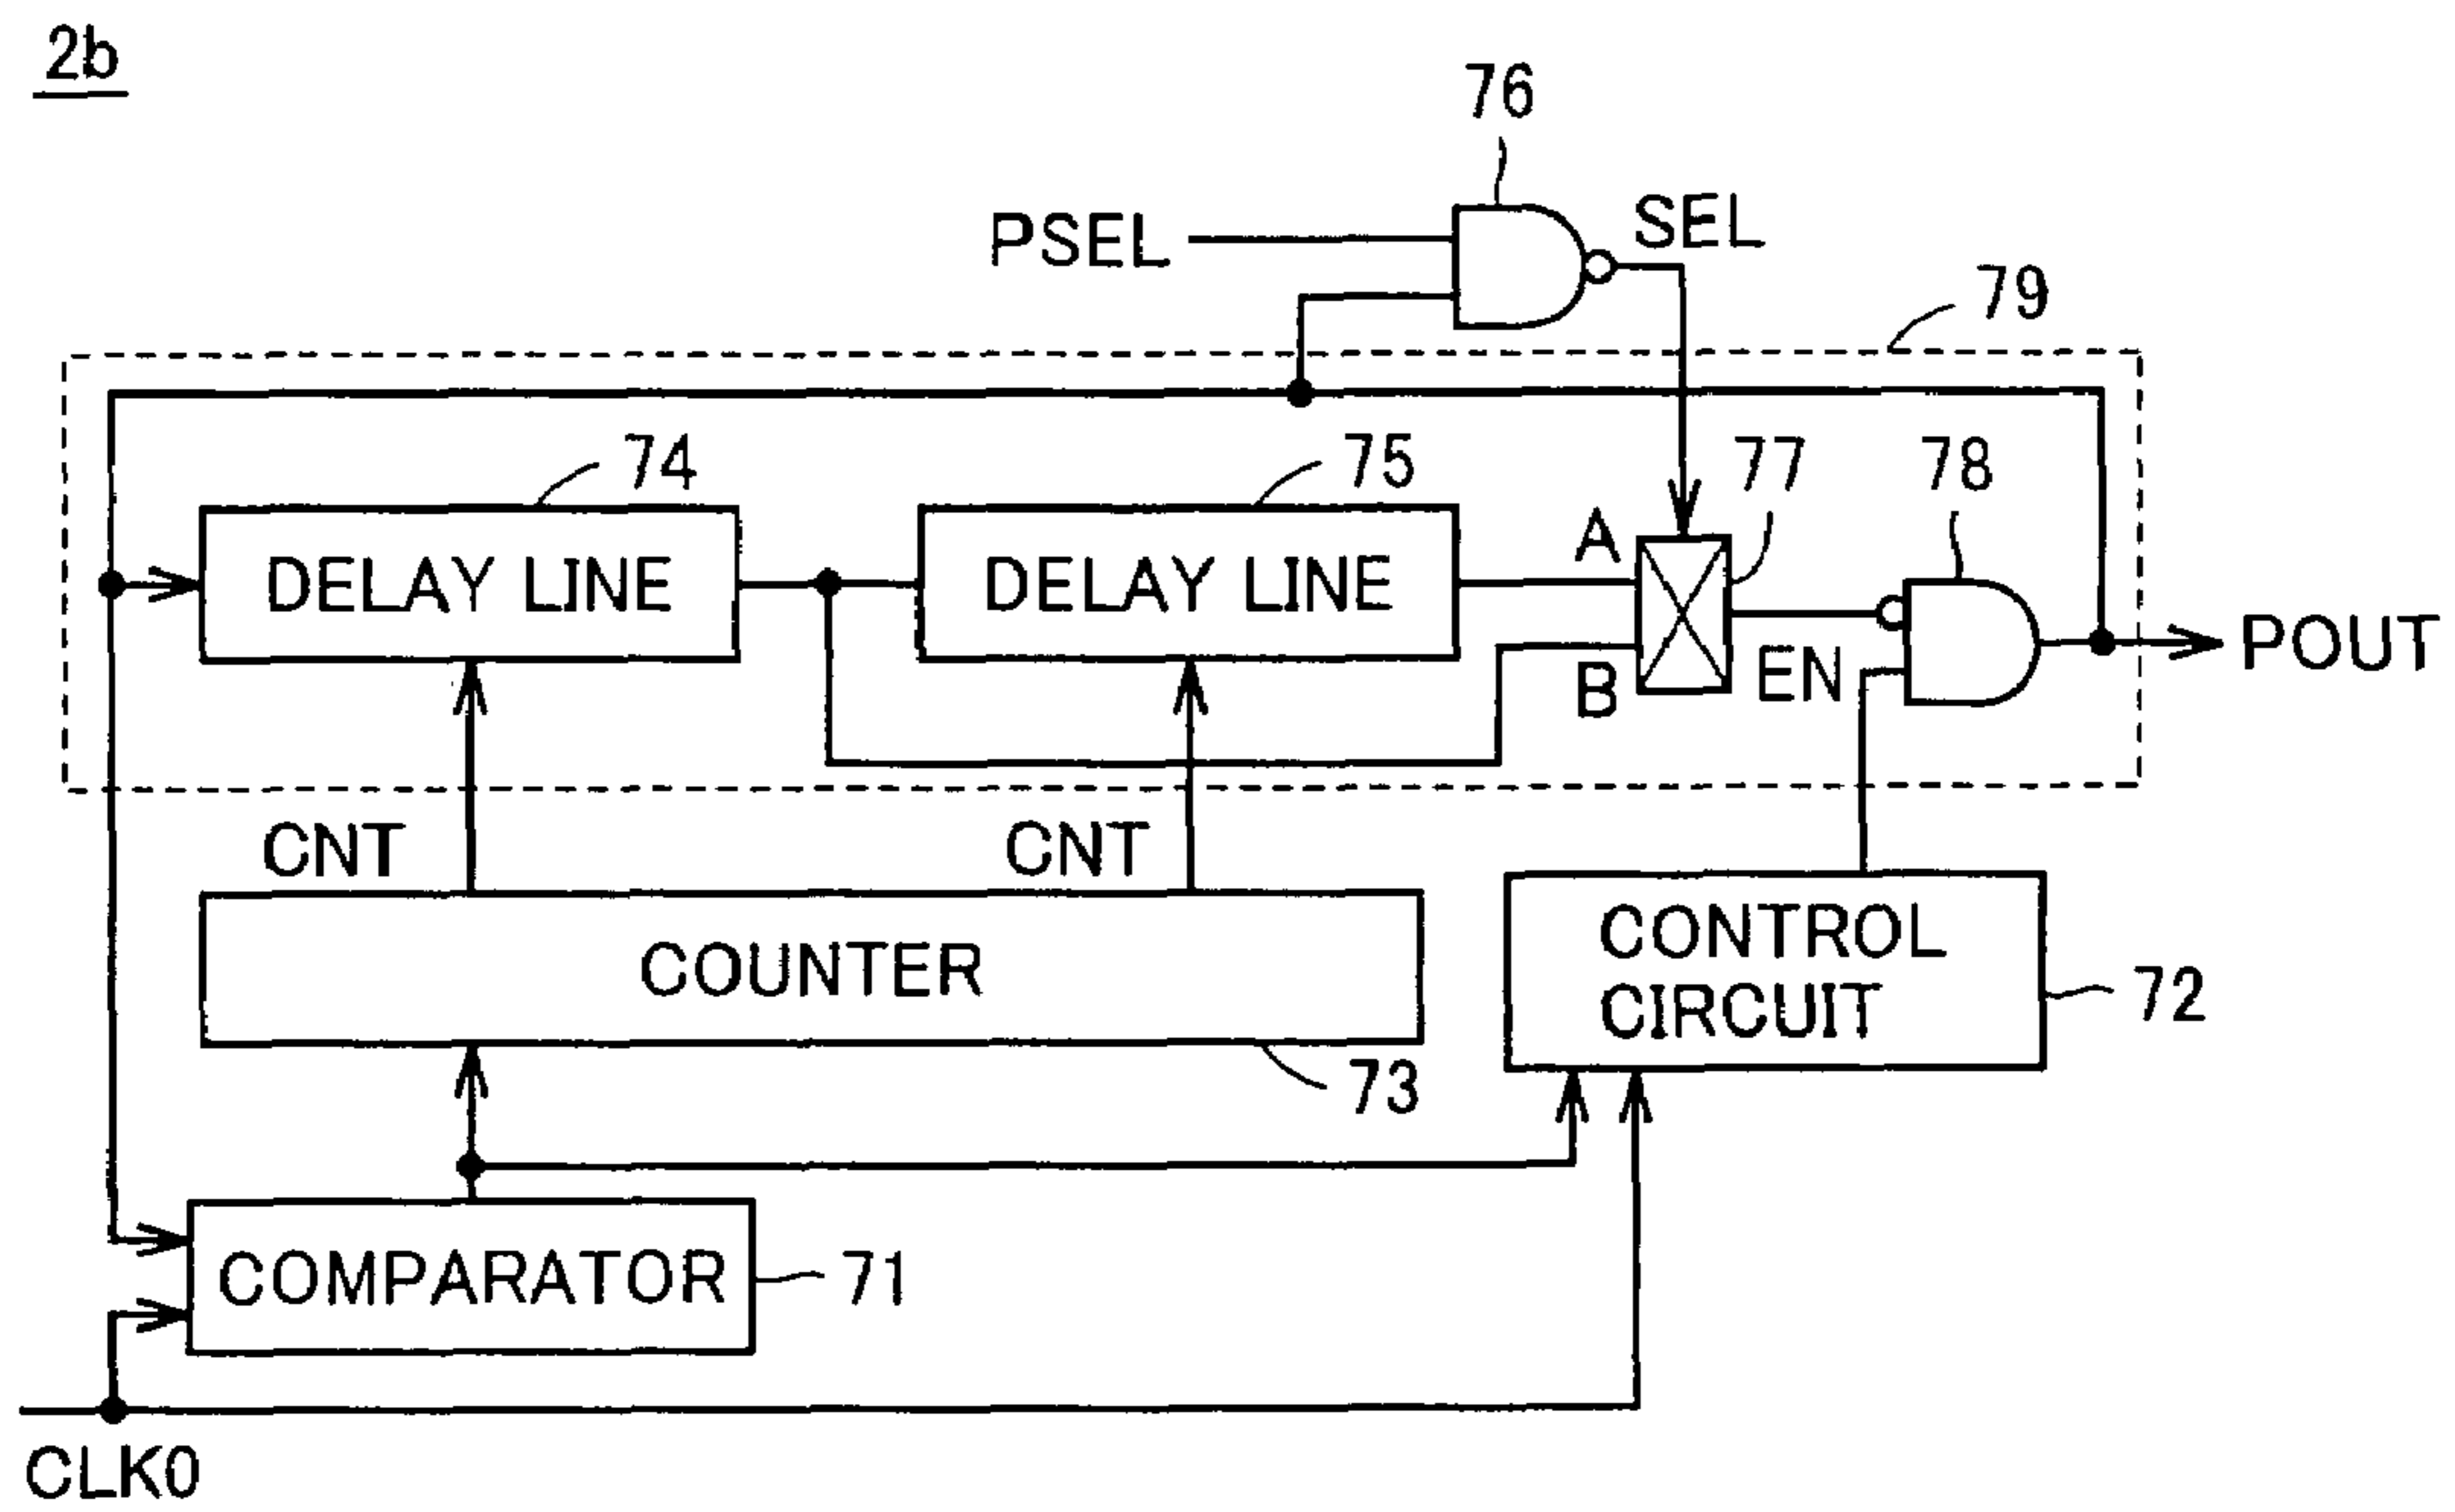 2b
76
PSEL
SEL
79
74
75
77
78
DELAY LINE
DELAY LINE
A
B
EN
POUT
CNT
CNT
COUNTER
CONTROL
CIRCUIT
72
73
COMPARATOR
71
CLK0